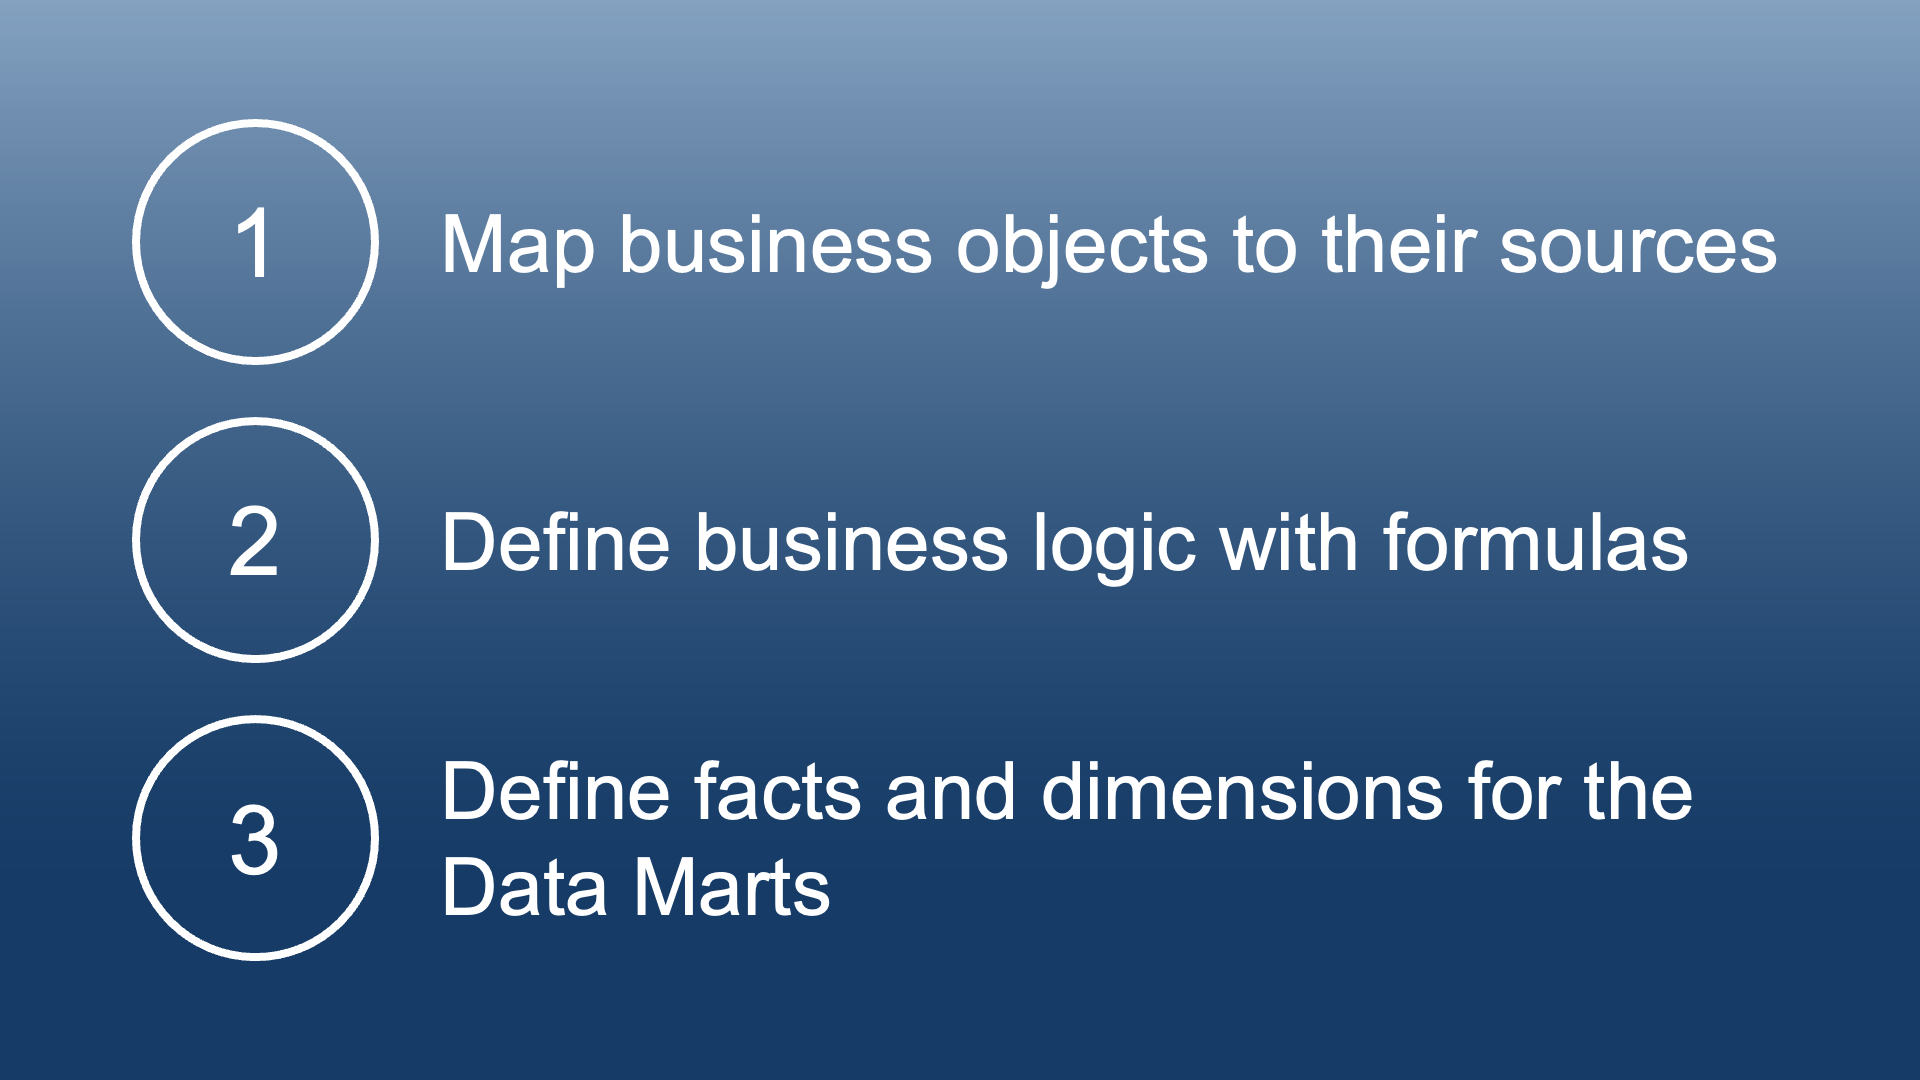 1
Map business objects to their sources
2
Define business logic with formulas
3
Define facts and dimensions for the
Data Marts